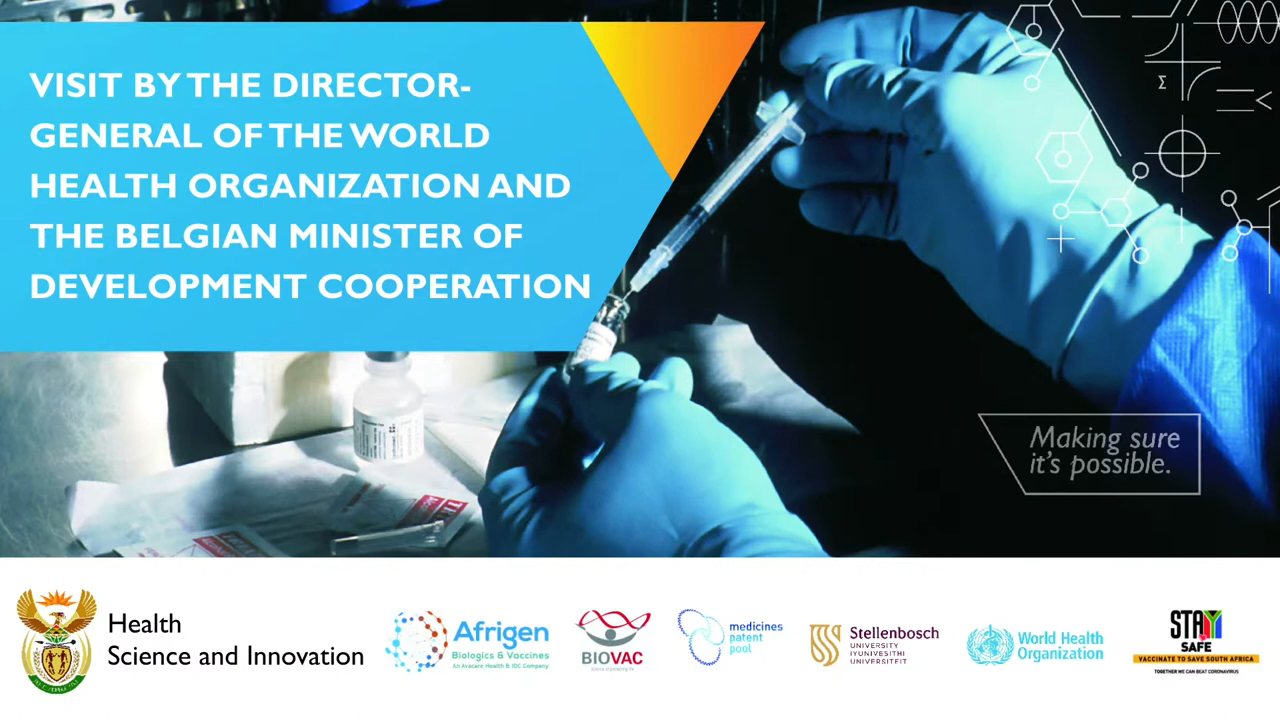 VISIT BY THE DIRECTOR-
GENERAL OF THE WORLD
HEALTH ORGANIZATION AND
THE BELGIAN MINISTER OF
DEVELOPMENT COOPERATION
Σ
Making sure
it's possible.
Health
Science and Innovation
Afrigen
Biologics & Vaccines
An Avacare Health & IDC Company
BIOVAC
medicines
patent
pool
Stellenbosch
UNIVERSITY
IYUNIVESITHI
UNIVERSITEIT
World Health
Organization
STAY
SAFE
VACCINATE TO SAVE SOUTH AFRICA
TOGETHER WE CAN BEAT CORONAVIRUS